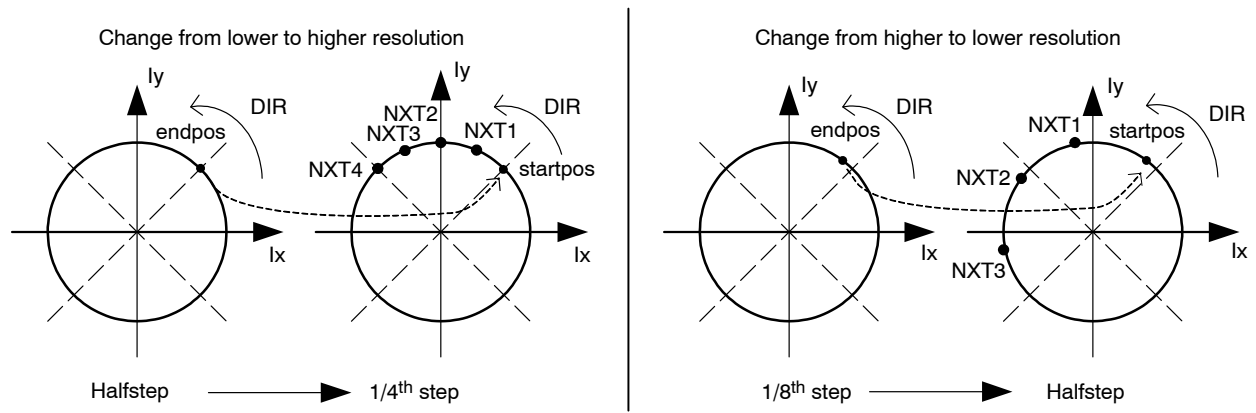 Change from lower to higher resolution
Iy
DIR
endpos
Ix
Iy
DIR
NXT2
NXT3
NXT1
NXT4
startpos
Ix
Halfstep
1/4th step
Change from higher to lower resolution
Iy
DIR
endpos
Ix
Iy
DIR
NXT1
startpos
NXT2
NXT3
Ix
1/8th step
Halfstep